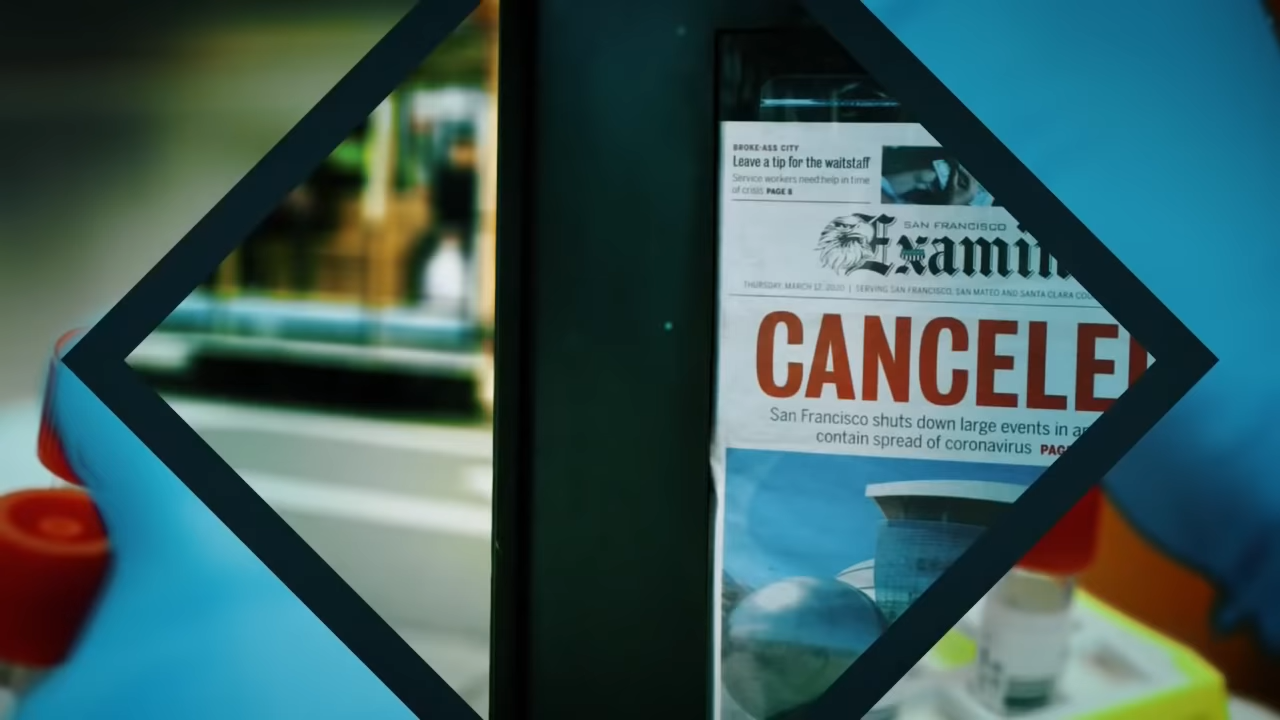 BROKE-ASS CITY
Leave a tip for the waitstaff
Service workers need help in time
of crisis PAGE 8
SAN FRANCISCO
Examin
THURSDAY, MARCH 12, 2020 | SERVING SAN FRANCISCO, SAN MATEO AND SANTA CLARA COU
CANCELE
San Francisco shuts down large events in
contain spread of coronavirus PAG